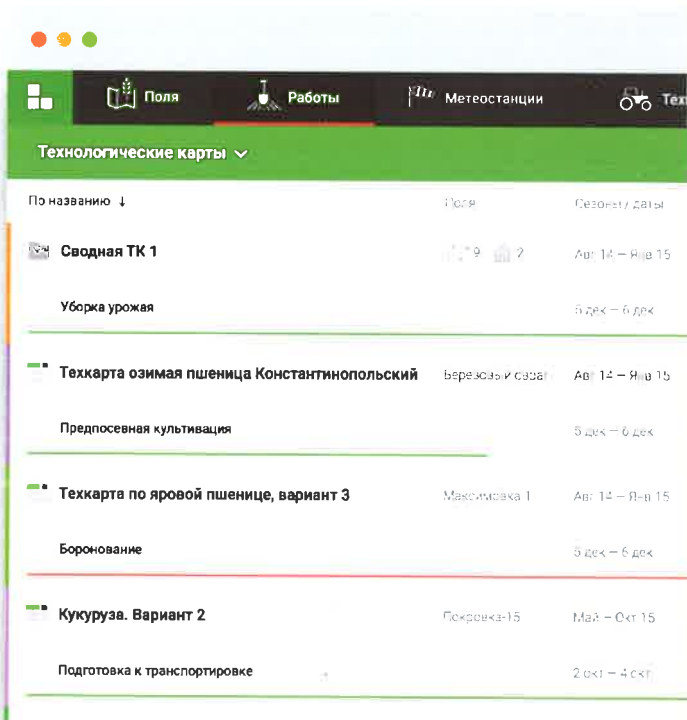 Поля Работы Метеостанции Тех
Технологические карты
По названию ↓ Поля Сезоны / даты
Сводная ТК 1 9 2 Авг 14 – Янв 15
Уборка урожая 5 дек – 6 дек
Техкарта озимая пшеница Константинопольский Березовый овраг Авг 14 – Янв 15
Предпосевная культивация 5 дек – 6 дек
Техкарта по яровой пшенице, вариант 3 Максимовка 1 Авг 14 – Янв 15
Боронование 5 дек – 6 дек
Кукуруза. Вариант 2 Покровка-15 Май – Окт 15
Подготовка к транспортировке 2 окт – 4 окт